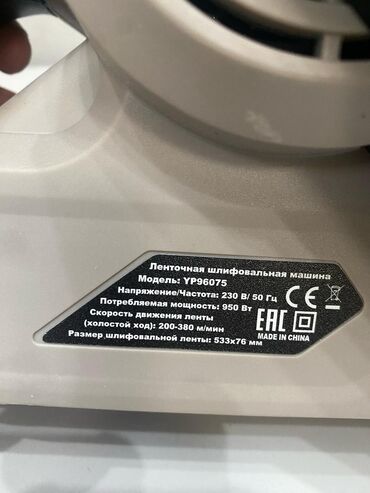 Ленточная шлифовальная машина
Модель: YP96075
Напряжение/Частота: 230 В/ 50 Гц
Потребляемая мощность: 950 Вт
Скорость движения ленты
(холостой ход): 200-380 м/мин
Размер шлифовальной ленты: 533x76 мм
CE
EAC
MADE IN CHINA